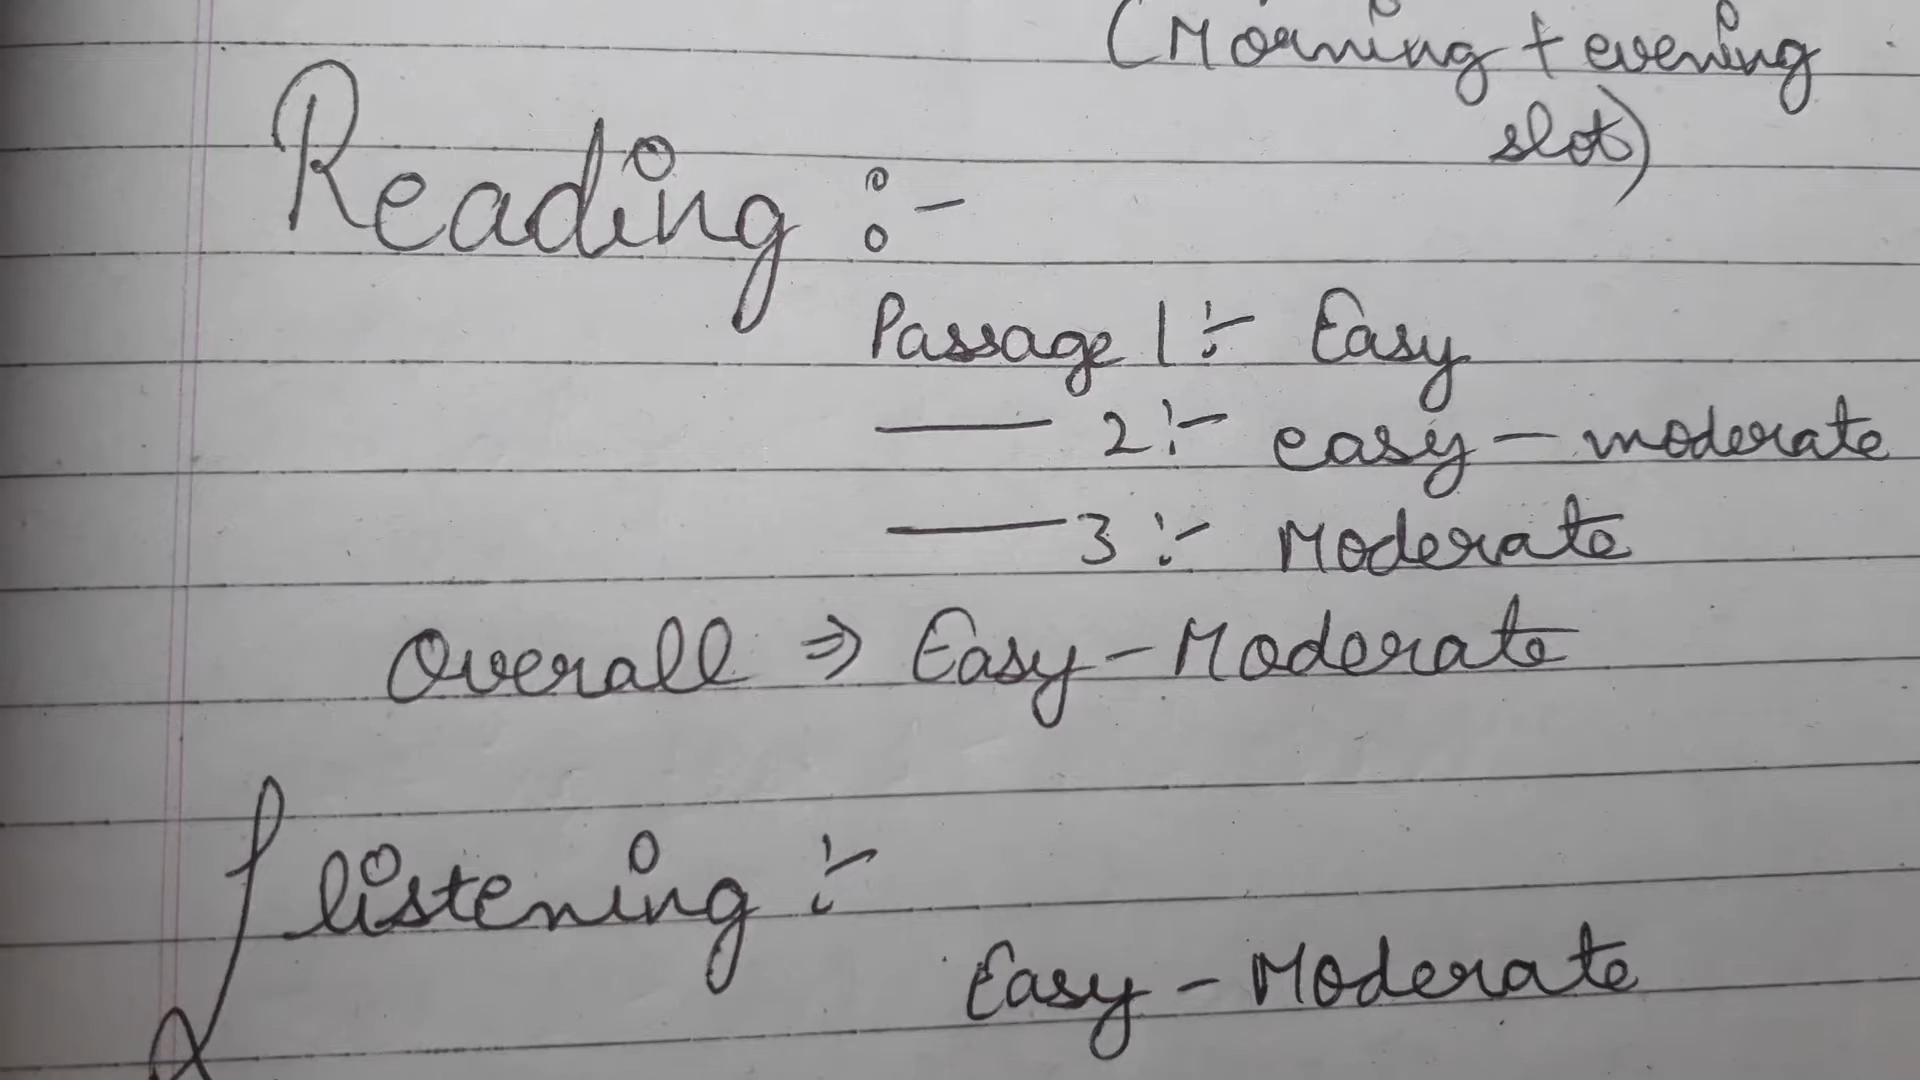 (Morning + evening
slot)
Reading :-
Passage 1 :- Easy
—— 2 :- easy - moderate
—— 3 :- Moderate
Overall ⇒ Easy - Moderate
listening :-
Easy - Moderate